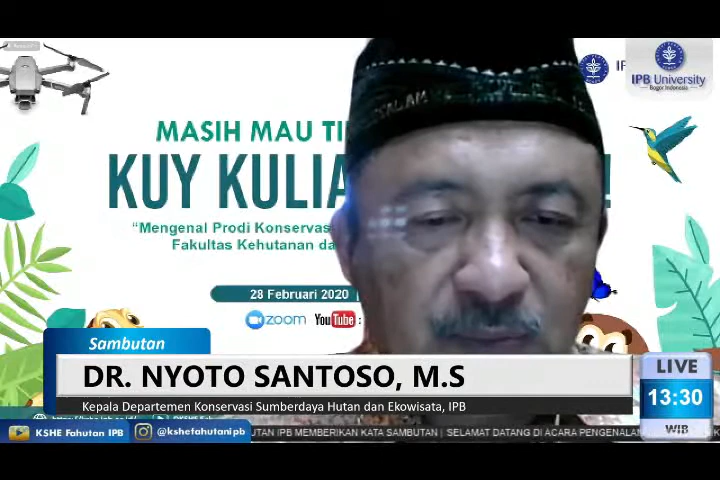 IPB University
Bogor Indonesia
MASIH MAU TI
KUY KULIA !
“Mengenal Prodi Konservas
Fakultas Kehutanan da
28 Februari 2020 |
zoom YouTube :
Sambutan
DR. NYOTO SANTOSO, M.S
Kepala Departemen Konservasi Sumberdaya Hutan dan Ekowisata, IPB
LIVE
13:30
WIB
KSHE Fahutan IPB @kshefahutanipb UTAN IPB MEMBERIKAN KATA SAMBUTAN | SELAMAT DATANG DI ACARA PENGENALAN